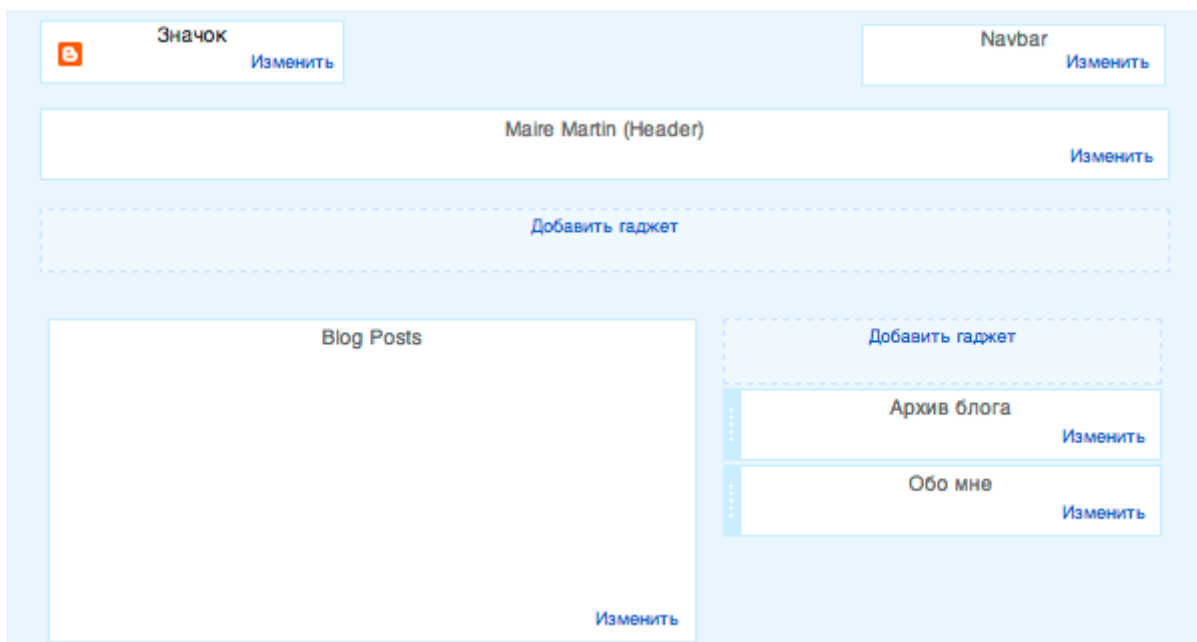 Значок
Изменить
Navbar
Изменить
Maire Martin (Header)
Изменить
Добавить гаджет
Blog Posts
Изменить
Добавить гаджет
Архив блога
Изменить
Обо мне
Изменить